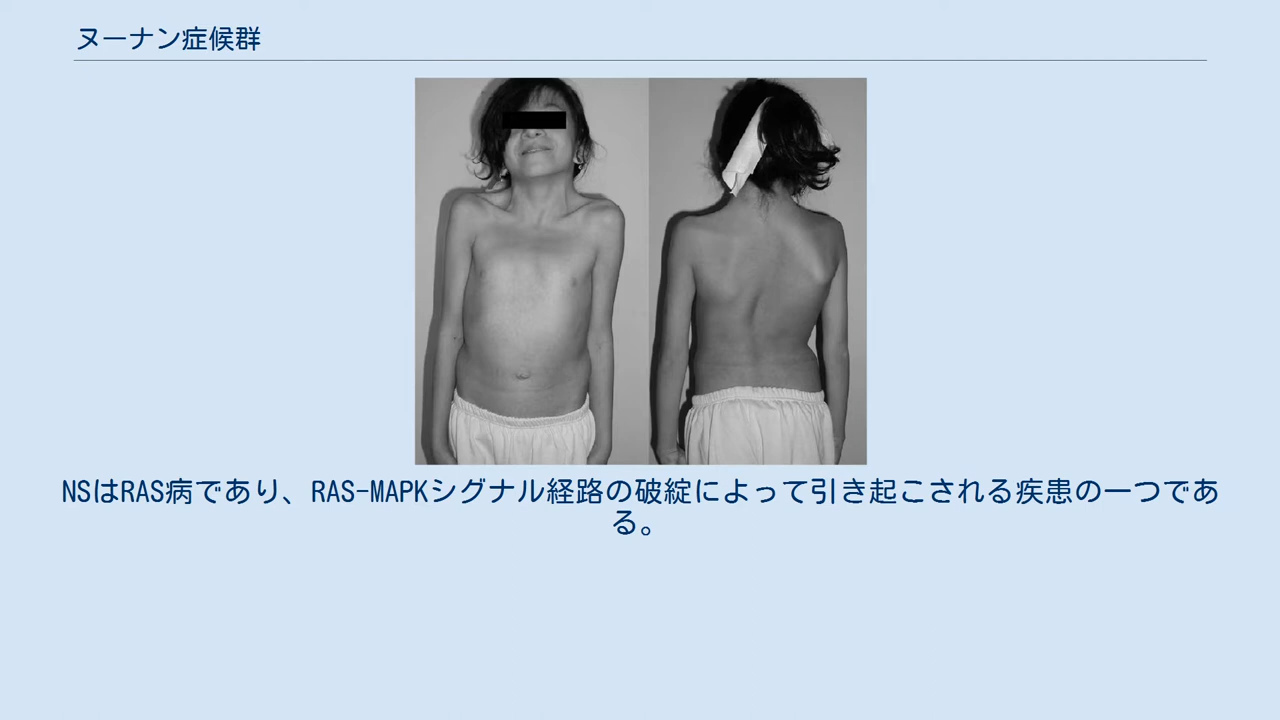 ヌーナン症候群
NSはRAS病であり、RAS-MAPKシグナル経路の破綻によって引き起こされる疾患の一つであ
る。